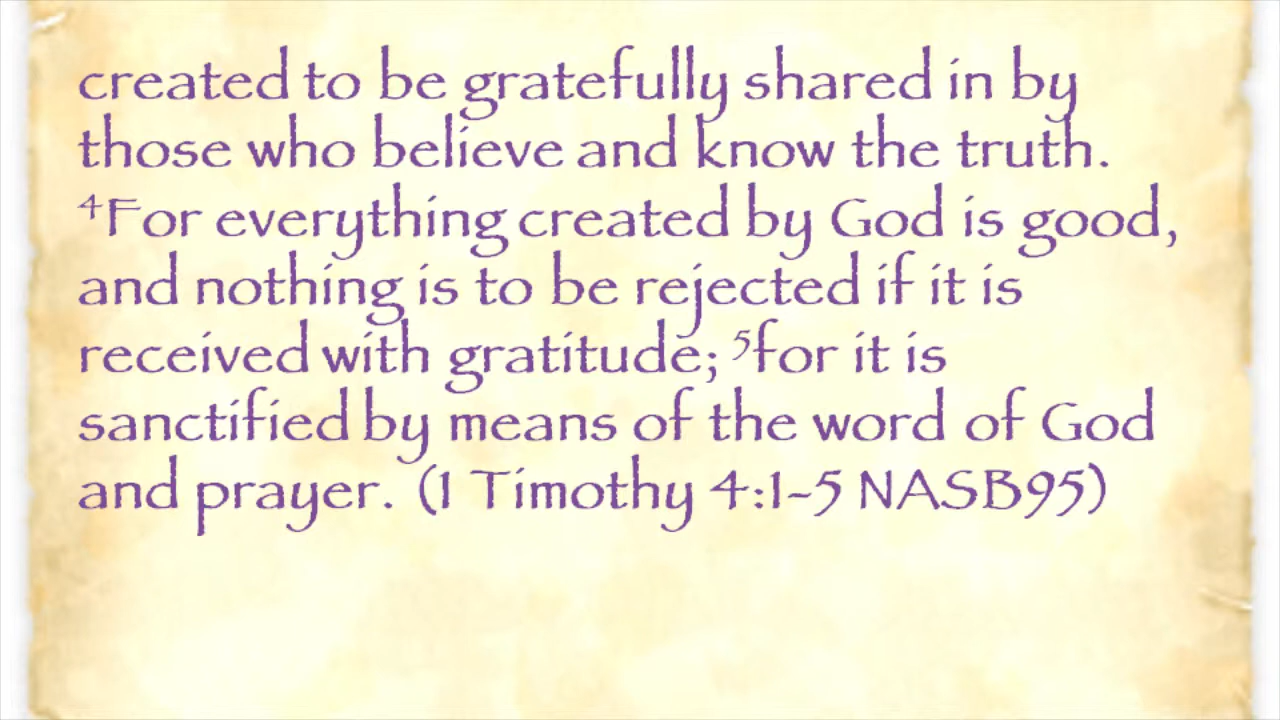 created to be gratefully shared in by
those who believe and know the truth.
⁴For everything created by God is good,
and nothing is to be rejected if it is
received with gratitude; ⁵for it is
sanctified by means of the word of God
and prayer. (1 Timothy 4:1-5 NASB95)